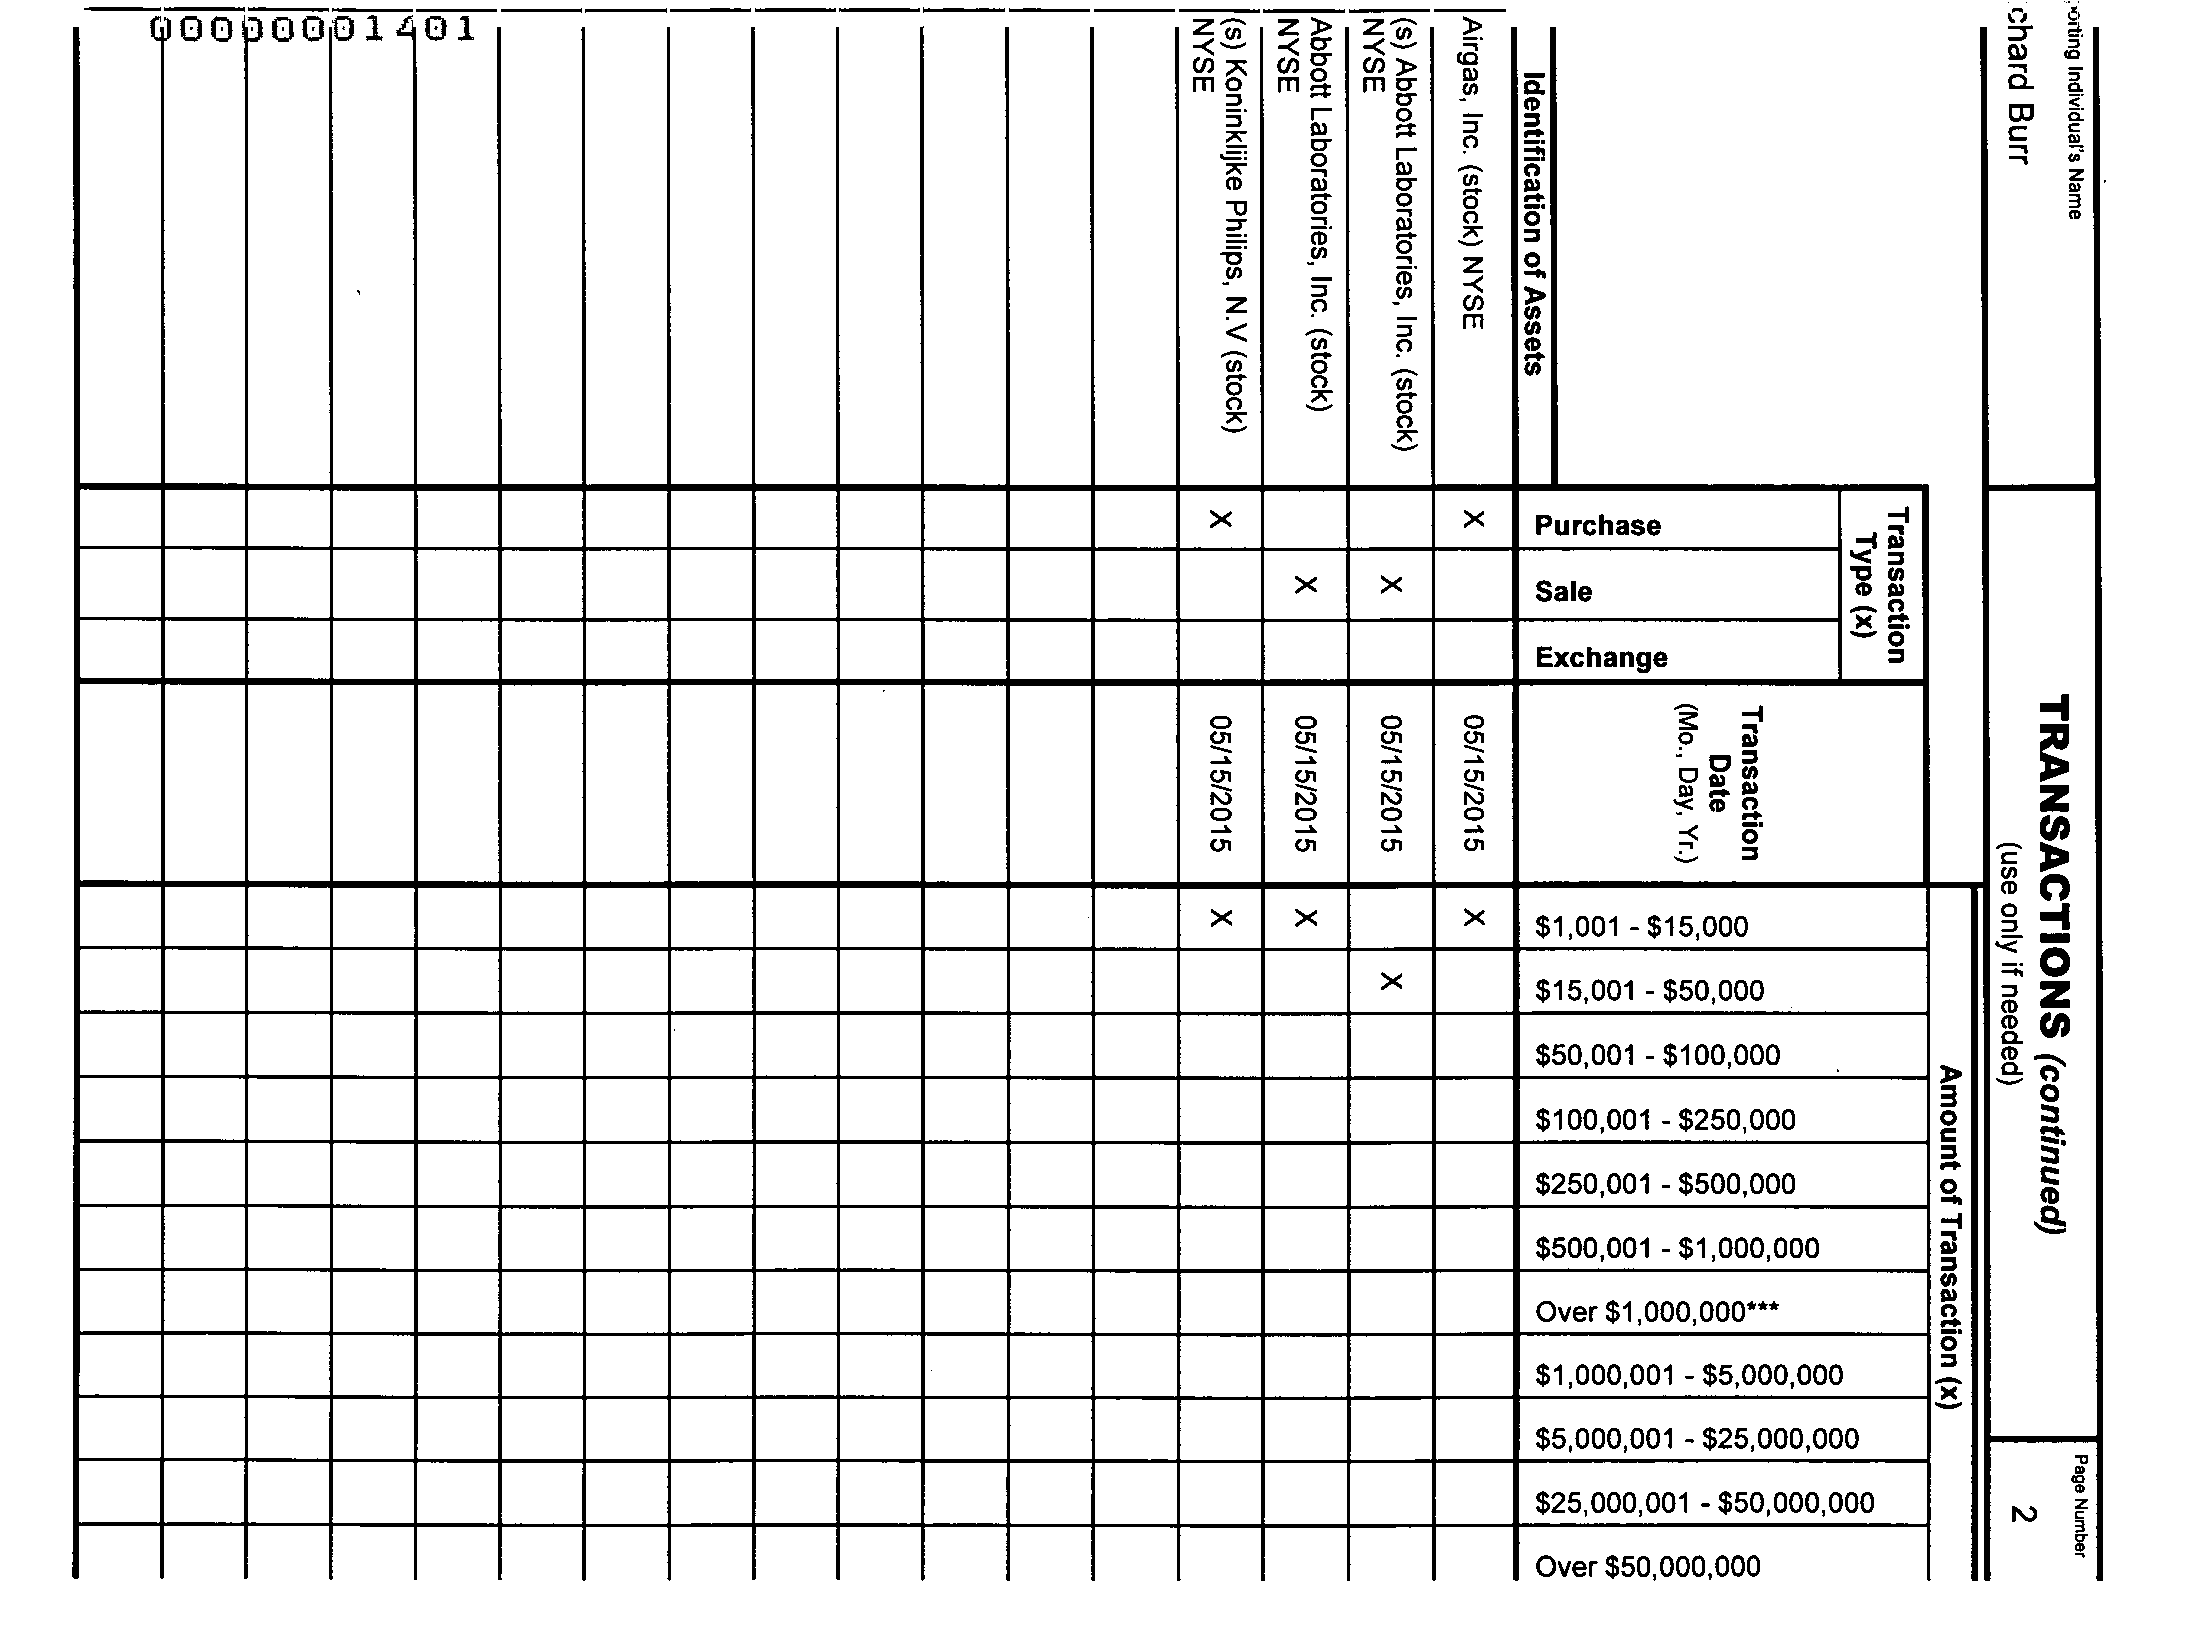 orting Individual's Name
chard Burr
TRANSACTIONS (continued)
(use only if needed)
Page Number
2
Identification of Assets
Transaction
Type (x)
Purchase
Sale
Exchange
Transaction
Date
(Mo., Day, Yr.)
Amount of Transaction (x)
$1,001 - $15,000
$15,001 - $50,000
$50,001 - $100,000
$100,001 - $250,000
$250,001 - $500,000
$500,001 - $1,000,000
Over $1,000,000***
$1,000,001 - $5,000,000
$5,000,001 - $25,000,000
$25,000,001 - $50,000,000
Over $50,000,000
Airgas, Inc. (stock) NYSE X 05/15/2015 X
(s) Abbott Laboratories, Inc. (stock)
NYSE X 05/15/2015 X
Abbott Laboratories, Inc. (stock)
NYSE X 05/15/2015 X
(s) Koninklijke Philips, N.V (stock)
NYSE X 05/15/2015 X
00000001401